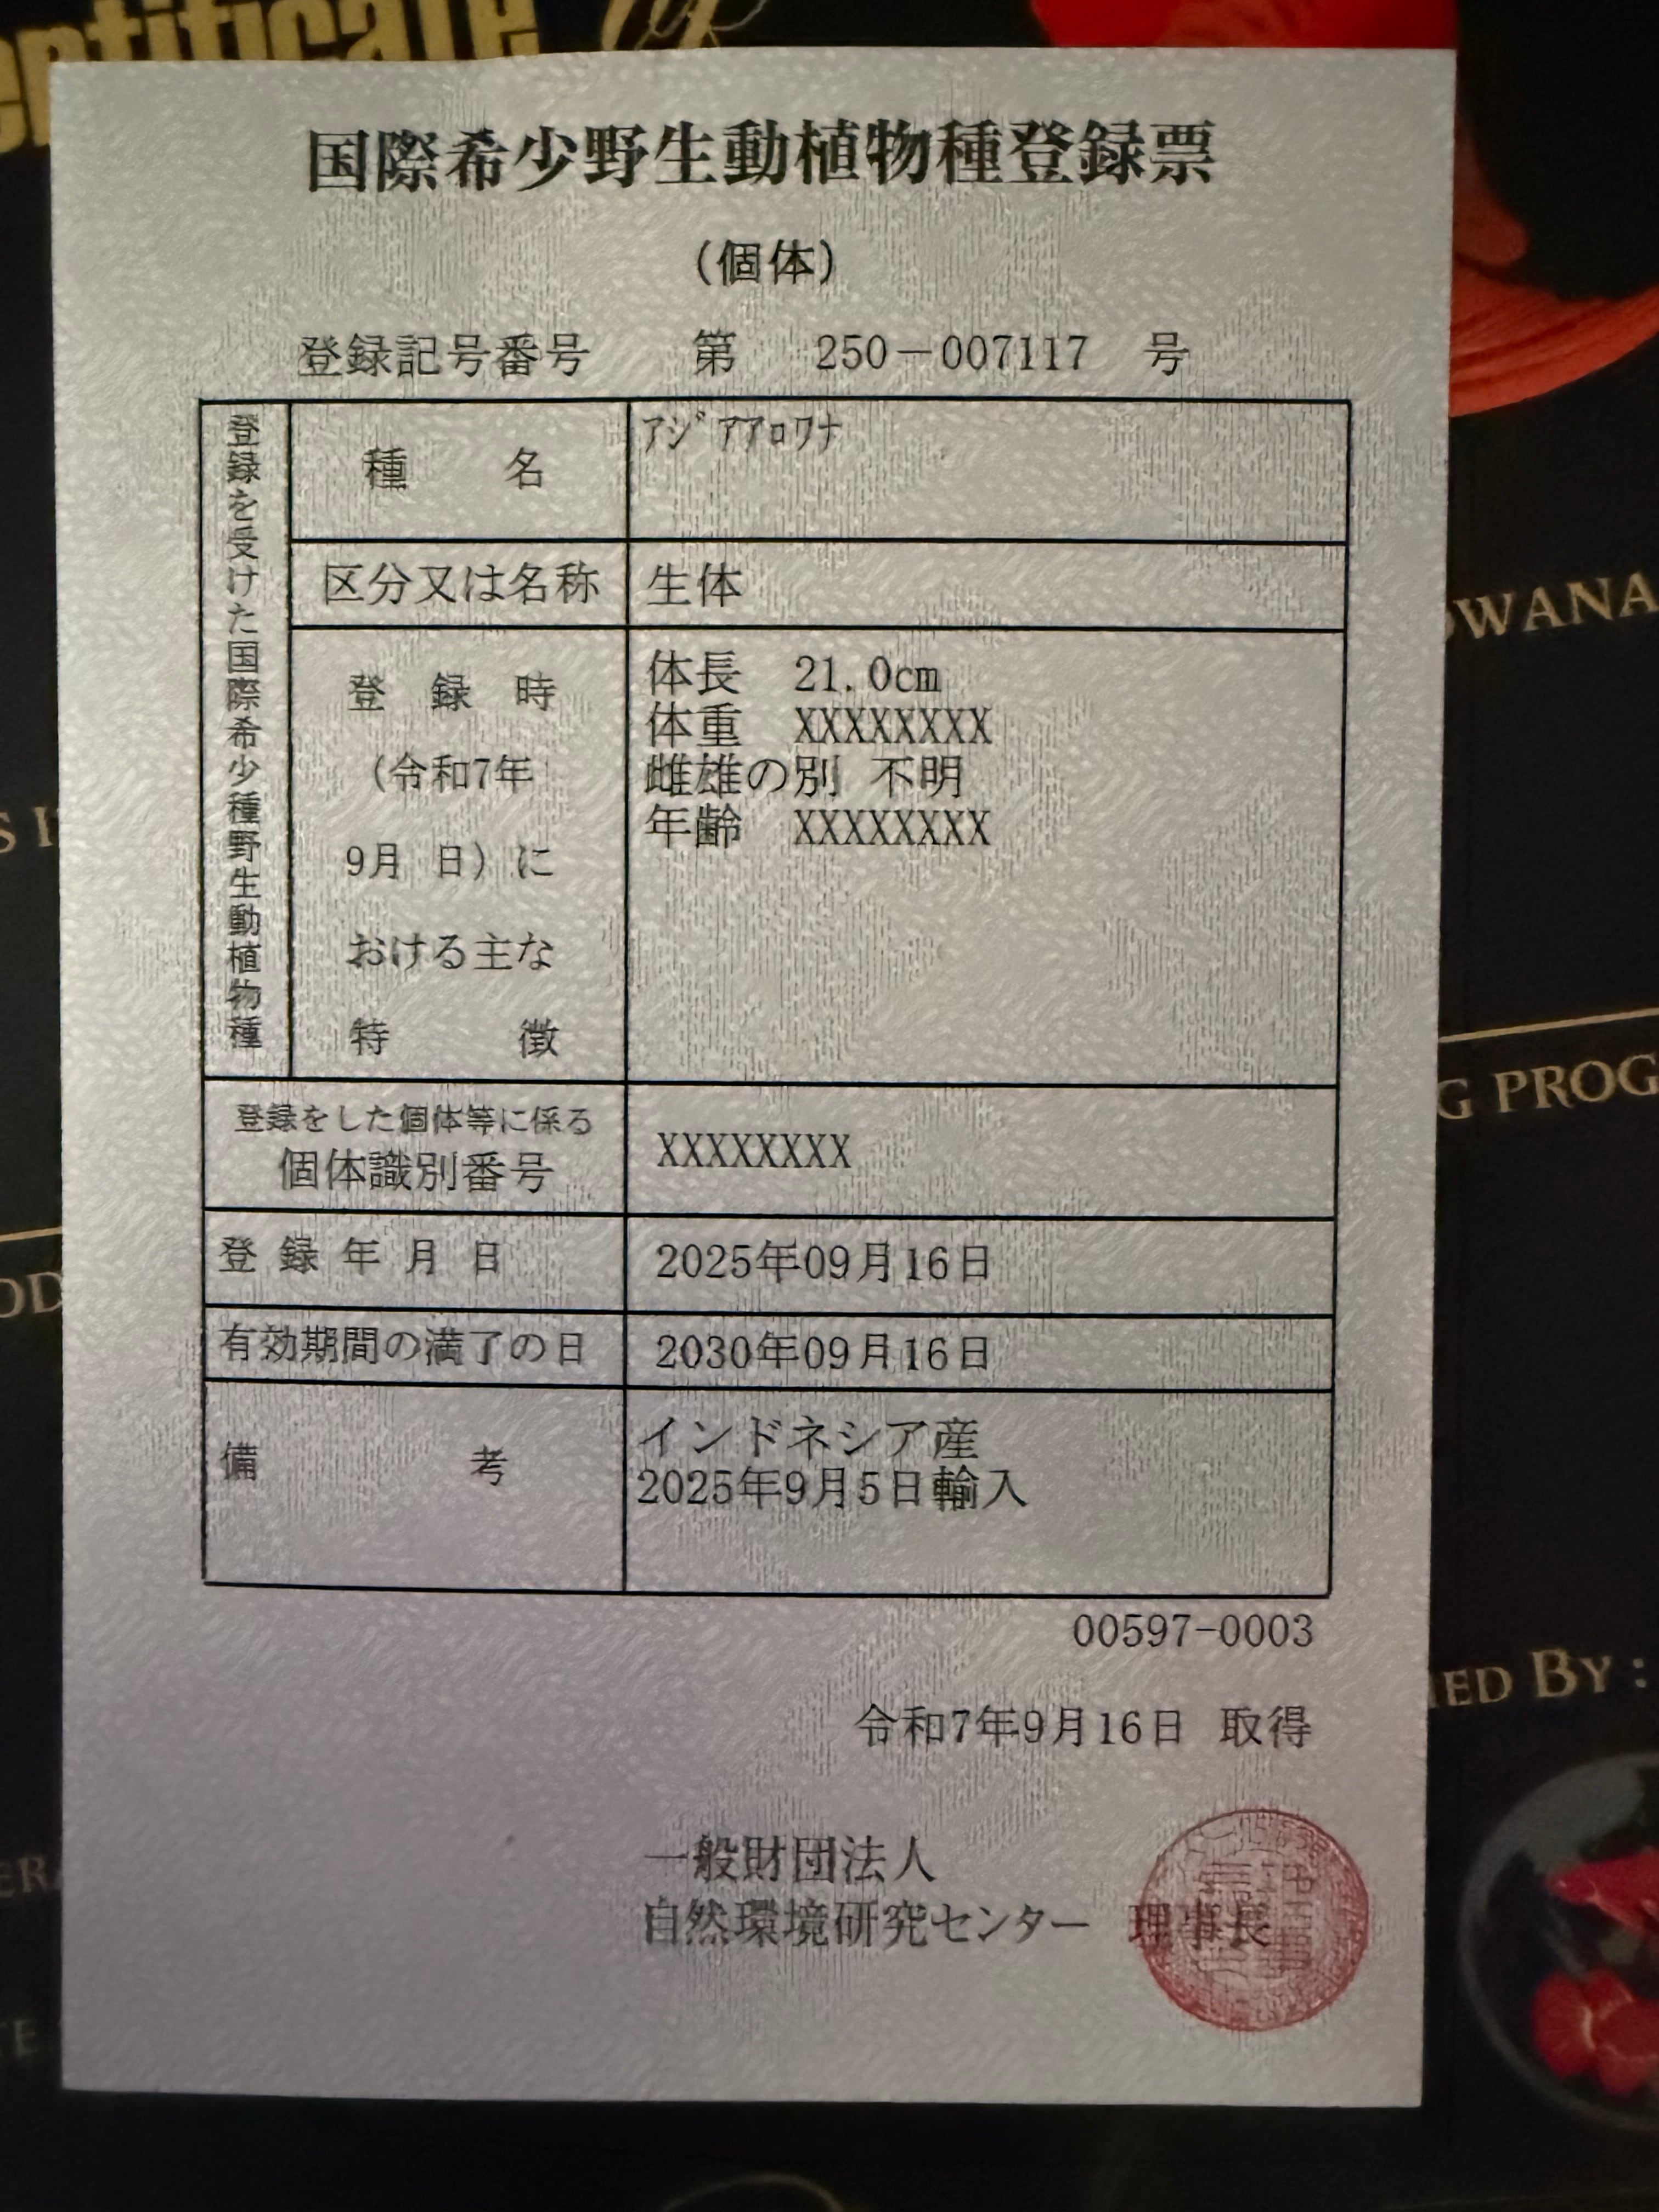 entificate of
国際希少野生動植物種登録票
(個体)
登録記号番号 第 250-007117 号
登録を受けた国際希少種野生動植物種
種 名 ｱｼﾞｱｱﾛﾜﾅ
区分又は名称 生体
登録時
(令和7年
9月 日)に
おける主な
特 徴
体長 21.0cm
体重 XXXXXXXX
雌雄の別 不明
年齢 XXXXXXXX
登録をした個体等に係る
個体識別番号 XXXXXXXX
登録年月日 2025年09月16日
有効期間の満了の日 2030年09月16日
備 考
インドネシア産
2025年9月5日輸入
00597-0003
令和7年9月16日 取得
一般財団法人
自然環境研究センター 理事長
OWANA
S I
G PROG
OD
IED BY :
ERA
TE